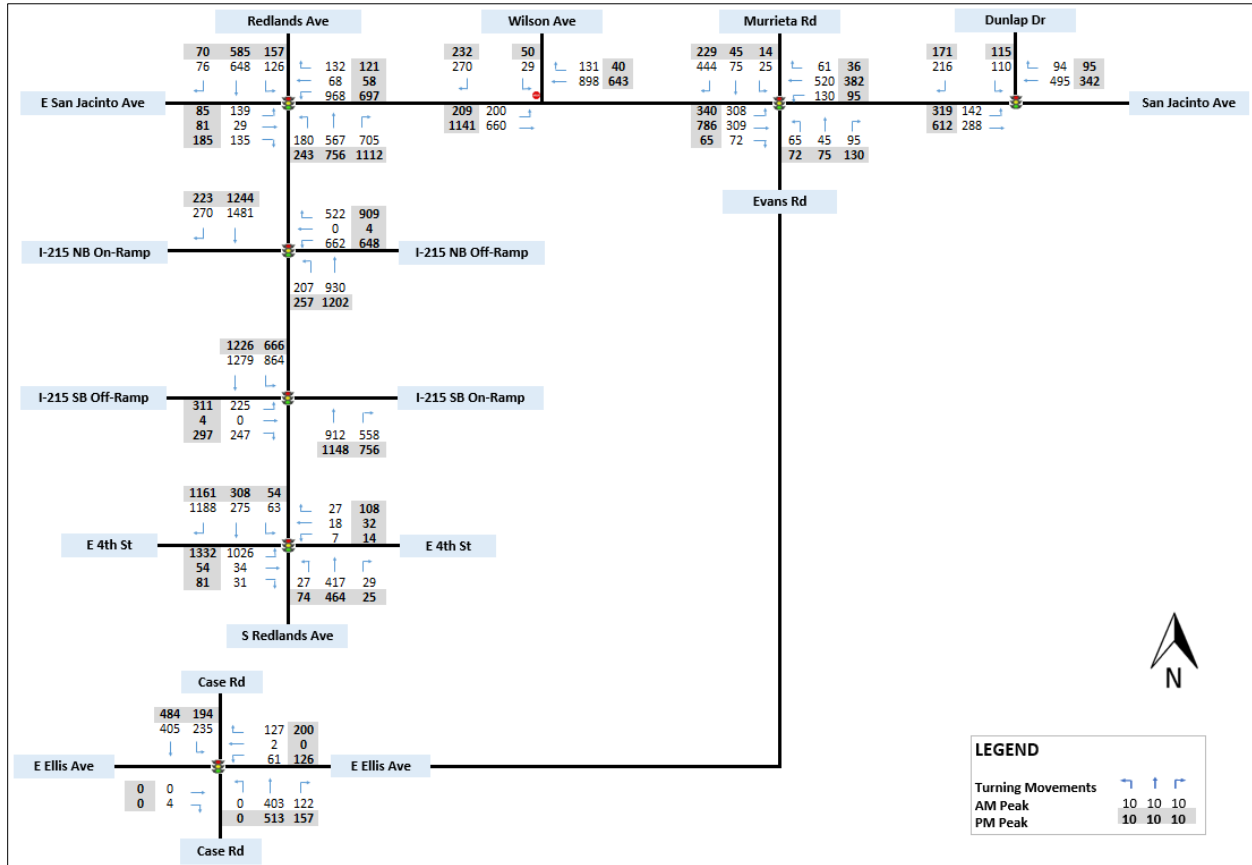 Redlands Ave Wilson Ave Murrieta Rd Dunlap Dr
70 585 157 232 50 229 45 14 171 115
76 648 126 132 121 270 29 131 40 444 75 25 61 36 216 110 94 95
68 58 898 643 520 382 495 342
968 697 130 95
E San Jacinto Ave San Jacinto Ave
85 139 209 200 340 308 319 142
81 29 1141 660 786 309 612 288
185 135 180 567 705 65 72 65 45 95
243 756 1112 72 75 130
223 1244 Evans Rd
270 1481 522 909
0 4
I-215 NB On-Ramp 662 648 I-215 NB Off-Ramp
207 930
257 1202
1226 666
1279 864
I-215 SB Off-Ramp I-215 SB On-Ramp
311 225
4 0
297 247 912 558
1148 756
1161 308 54
1188 275 63 27 108
18 32
E 4th St 7 14 E 4th St
1332 1026
54 34
81 31 27 417 29
74 464 25
S Redlands Ave
N
Case Rd
484 194
405 235 127 200
2 0
E Ellis Ave 61 126 E Ellis Ave
0 0
0 4 0 403 122
0 513 157
Case Rd
LEGEND
Turning Movements
AM Peak 10 10 10
PM Peak 10 10 10